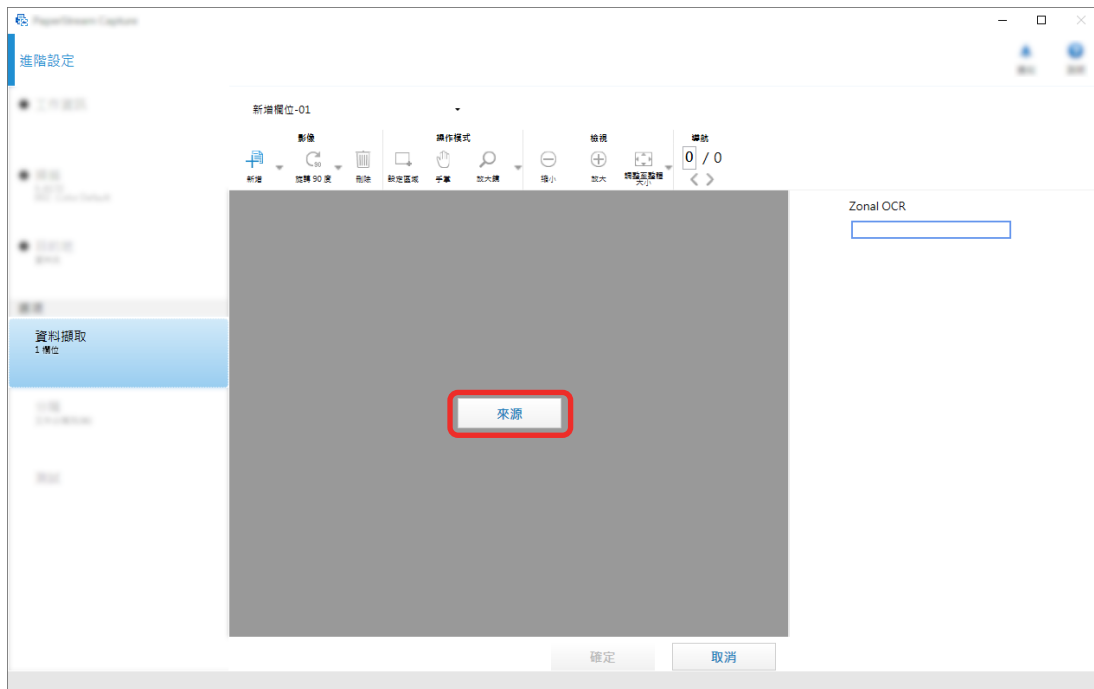 PaperStream Capture
進階設定
新增欄位-01
影像
操作模式
檢視
導航
新增
旋轉 90 度
刪除
設定區域
手掌
放大鏡
縮小
放大
調整至整體大小
0 / 0
Zonal OCR
資料擷取
1 欄位
來源
確定
取消